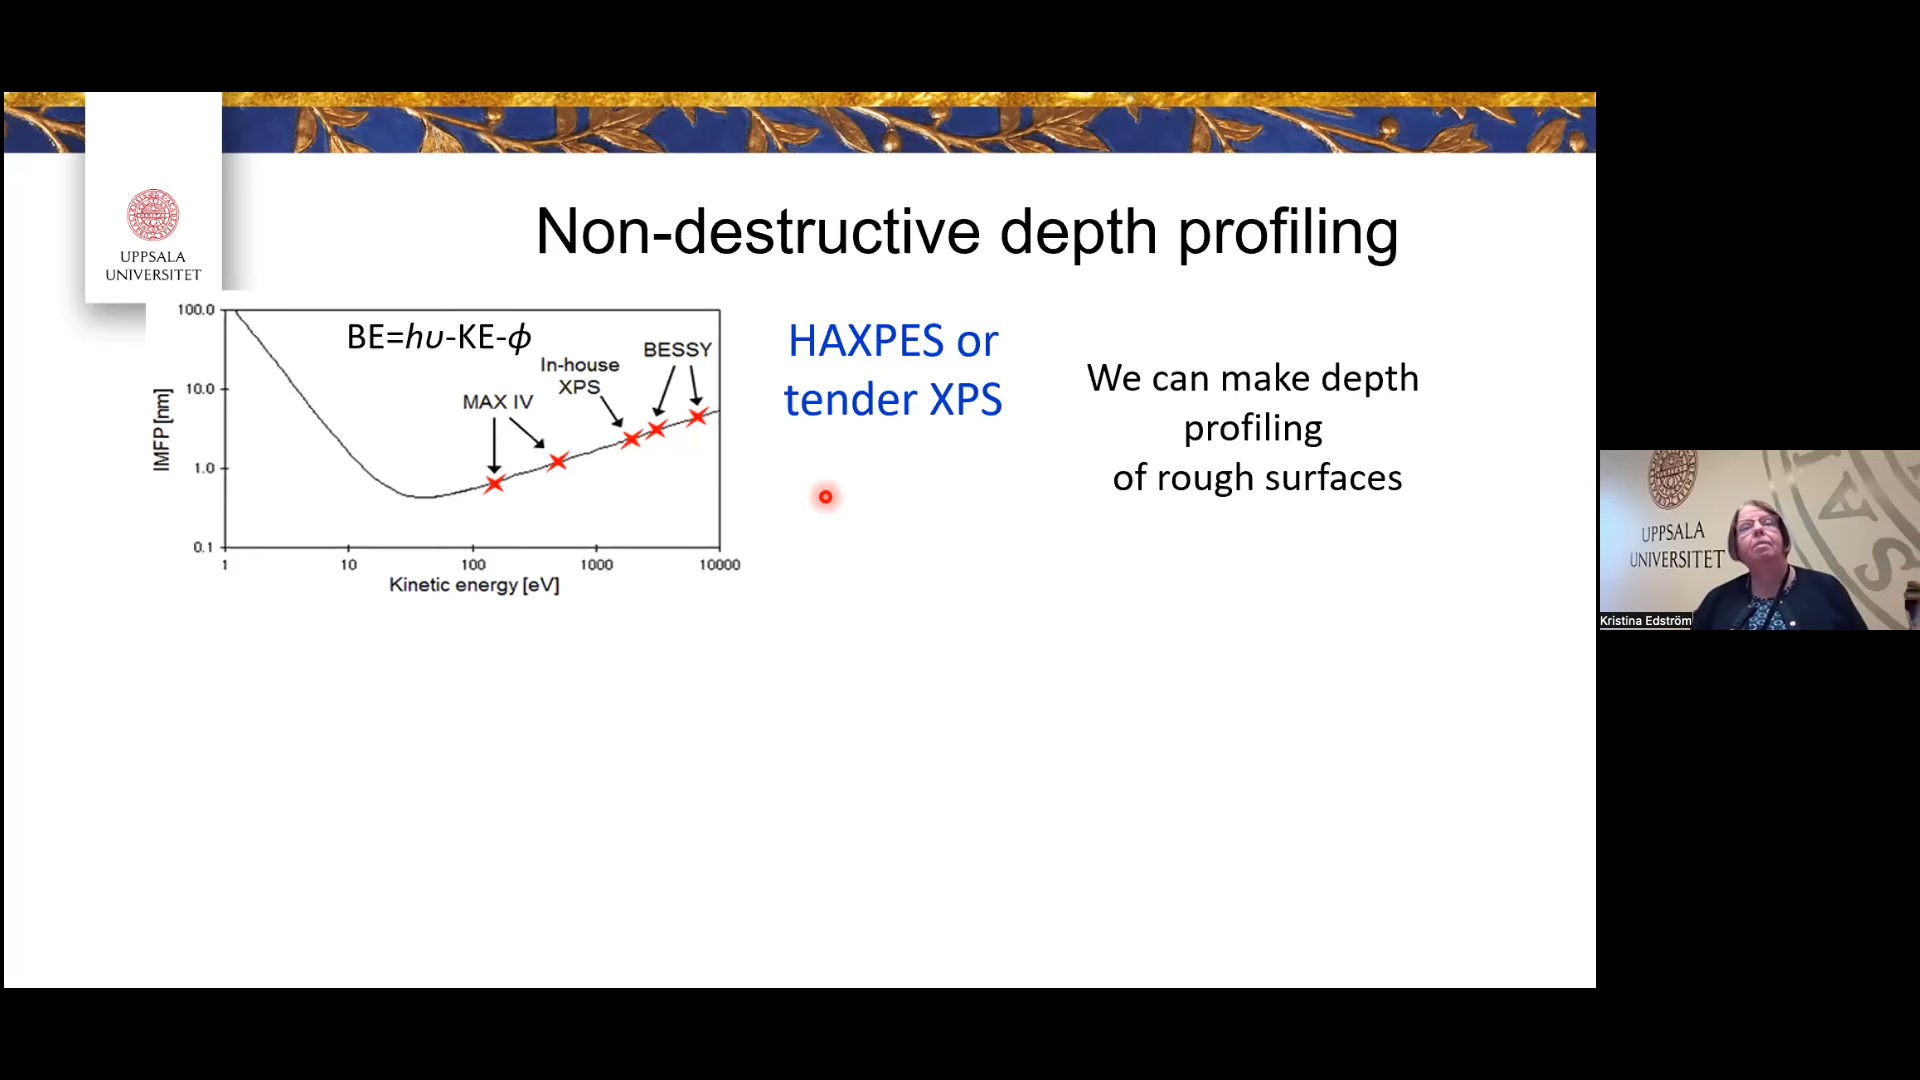 UPPSALA
UNIVERSITET
Non-destructive depth profiling
BE=hυ-KE-ϕ
In-house
XPS
BESSY
MAX IV
100.0
10.0
1.0
0.1
IMFP [nm]
1
10
100
1000
10000
Kinetic energy [eV]
HAXPES or
tender XPS
We can make depth
profiling
of rough surfaces
UPPSALA
UNIVERSITET
Kristina Edström